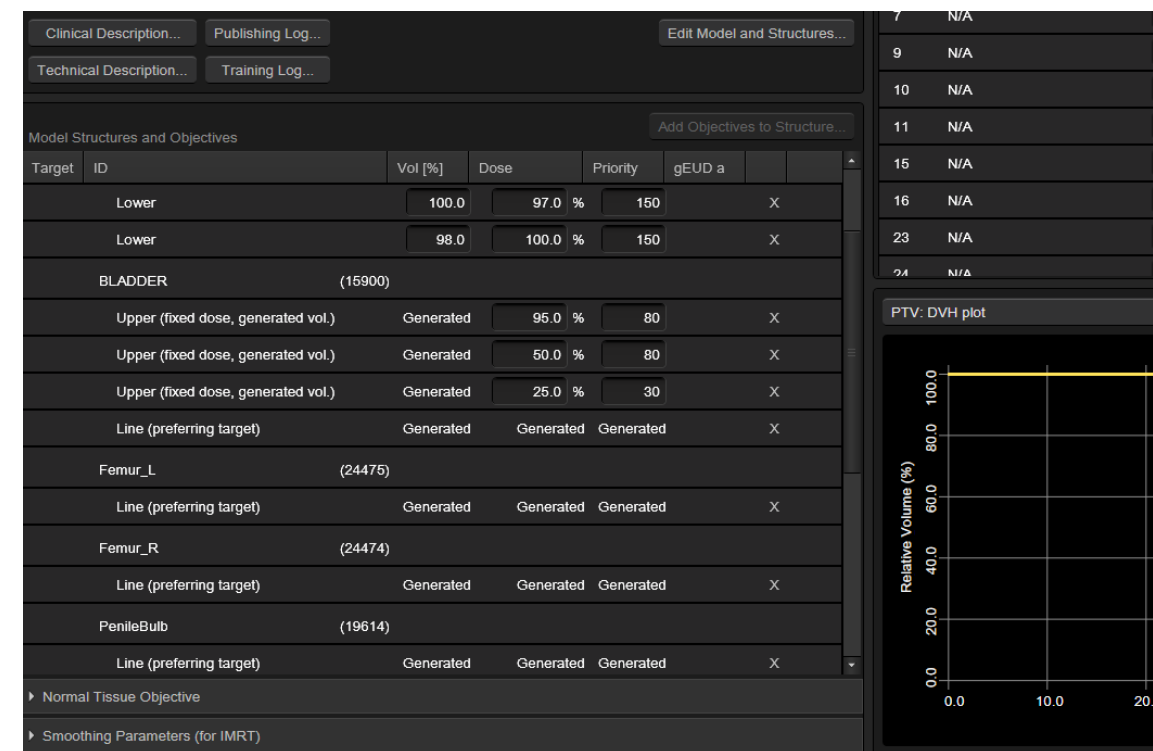 Clinical Description... Publishing Log... Edit Model and Structures...
Technical Description... Training Log...
Model Structures and Objectives Add Objectives to Structure...
Target ID Vol [%] Dose Priority gEUD a
Lower 100.0 97.0 % 150 X
Lower 98.0 100.0 % 150 X
BLADDER (15900)
Upper (fixed dose, generated vol.) Generated 95.0 % 80 X
Upper (fixed dose, generated vol.) Generated 50.0 % 80 X
Upper (fixed dose, generated vol.) Generated 25.0 % 30 X
Line (preferring target) Generated Generated Generated X
Femur_L (24475)
Line (preferring target) Generated Generated Generated X
Femur_R (24474)
Line (preferring target) Generated Generated Generated X
PenileBulb (19614)
Line (preferring target) Generated Generated Generated X
Normal Tissue Objective
Smoothing Parameters (for IMRT)
7 N/A
9 N/A
10 N/A
11 N/A
15 N/A
16 N/A
23 N/A
24 N/A
PTV: DVH plot
Relative Volume (%)
100.0
80.0
60.0
40.0
20.0
0.0
0.0 10.0 20.